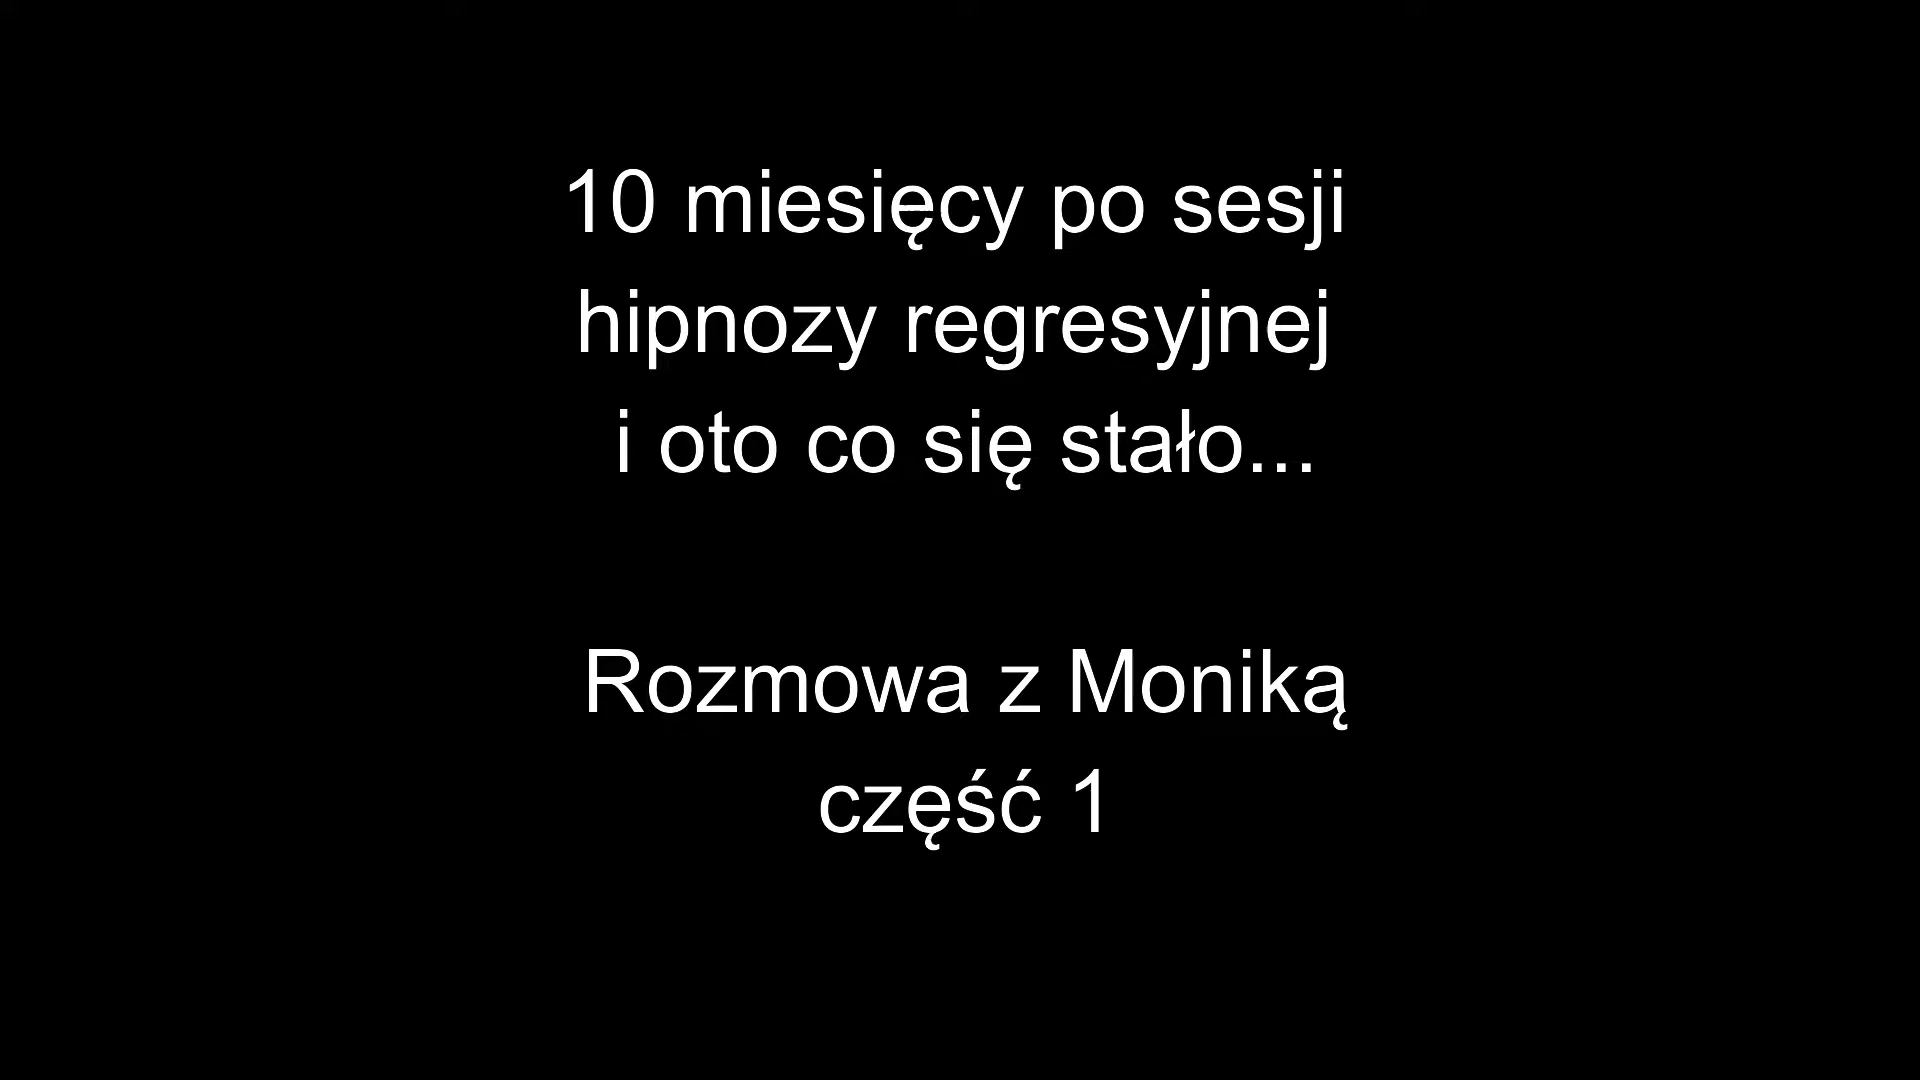 10 miesięcy po sesji
hipnozy regresyjnej
i oto co się stało...
Rozmowa z Moniką
część 1